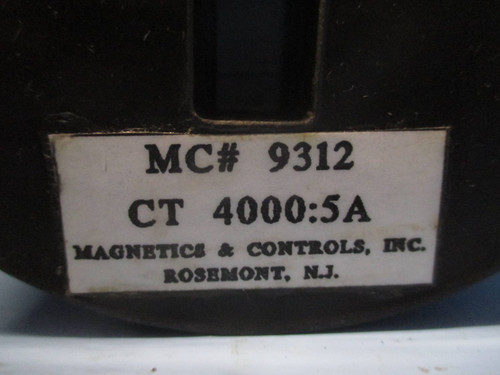 MC# 9312
CT 4000:5A
MAGNETICS & CONTROLS, INC.
ROSEMONT, N.J.